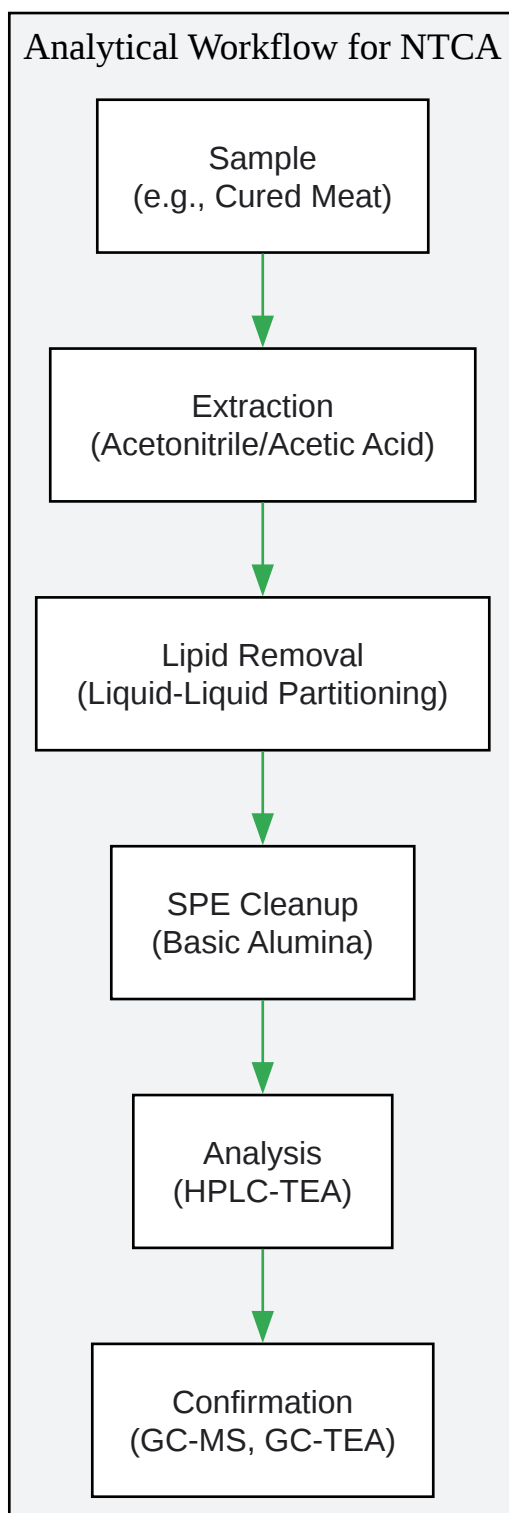 Analytical Workflow for NTCA
Sample
(e.g., Cured Meat)
Extraction
(Acetonitrile/Acetic Acid)
Lipid Removal
(Liquid-Liquid Partitioning)
SPE Cleanup
(Basic Alumina)
Analysis
(HPLC-TEA)
Confirmation
(GC-MS, GC-TEA)